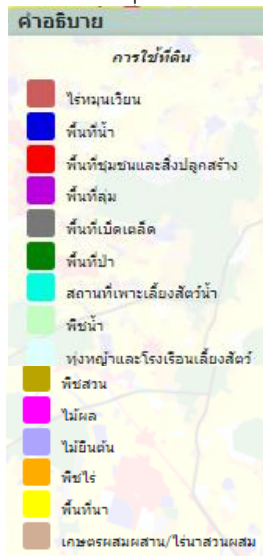 คำอธิบาย
การใช้ที่ดิน
ไร่หมุนเวียน
พื้นที่น้ำ
พื้นที่ชุมชนและสิ่งปลูกสร้าง
พื้นที่ลุ่ม
พื้นที่เบ็ดเตล็ด
พื้นที่ป่า
สถานที่เพาะเลี้ยงสัตว์น้ำ
พืชน้ำ
ทุ่งหญ้าและโรงเรือนเลี้ยงสัตว์
พืชสวน
ไม้ผล
ไม้ยืนต้น
พืชไร่
พื้นที่นา
เกษตรผสมผสาน/ไร่นาสวนผสม